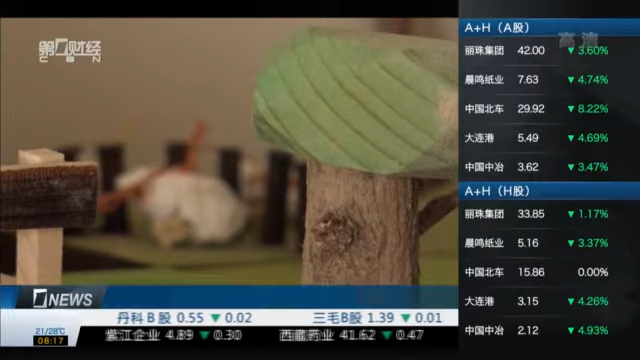 第一财经
CBN
高清
A+H（A股）
丽珠集团 42.00 ▼3.60%
晨鸣纸业 7.63 ▼4.74%
中国北车 29.92 ▼8.22%
大连港 5.49 ▼4.69%
中国中冶 3.62 ▼3.47%
A+H（H股）
丽珠集团 33.85 ▼1.17%
晨鸣纸业 5.16 ▼3.37%
中国北车 15.86 0.00%
大连港 3.15 ▼4.26%
中国中冶 2.12 ▼4.93%
NEWS
丹科B股 0.55 ▼0.02 三毛B股 1.39 ▼0.01
21/28℃
08:17
紫江企业 4.89 ▼0.30 西藏药业 41.62 ▼0.47